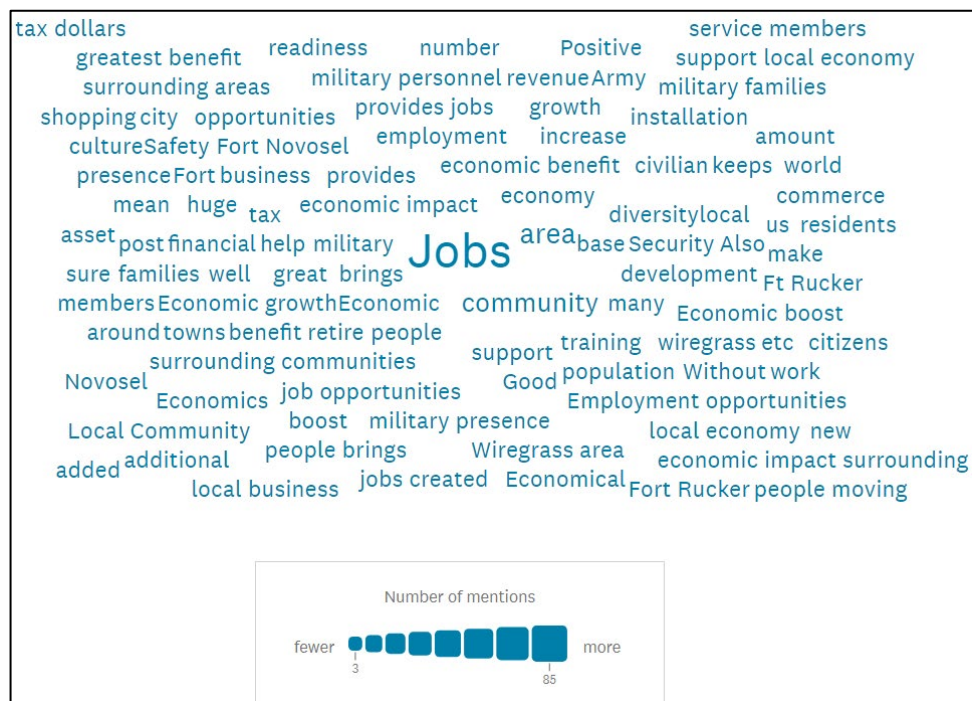 tax dollars service members
greatest benefit readiness number Positive support local economy
surrounding areas military personnel revenue Army military families
shopping city opportunities provides jobs growth installation
culture Safety Fort Novosel employment increase amount
presence Fort business provides economic benefit civilian keeps world
mean huge tax economic impact economy diversity local commerce
asset post financial help military Jobs area base Security Also us residents make
sure families well great brings development Ft Rucker
members Economic growth Economic community many Economic boost
around towns benefit retire people support training wiregrass etc citizens
surrounding communities Good population Without work
Novosel Economics job opportunities Employment opportunities
Local Community boost military presence local economy new
added additional people brings Wiregrass area economic impact surrounding
local business jobs created Economical Fort Rucker people moving
Number of mentions
fewer more
3 85